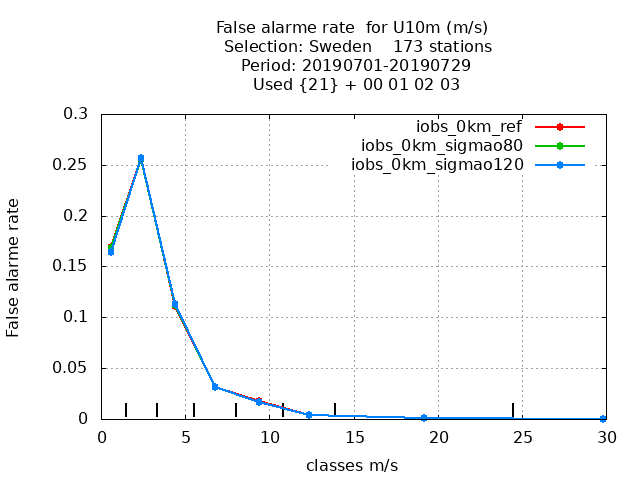 False alarme rate  for U10m (m/s)
Selection: Sweden    173 stations
Period: 20190701-20190729
Used {21} + 00 01 02 03
0.3
0.25
0.2
0.15
0.1
0.05
0
False alarme rate
iobs_0km_ref
iobs_0km_sigmao80
iobs_0km_sigmao120
0 5 10 15 20 25 30
classes m/s